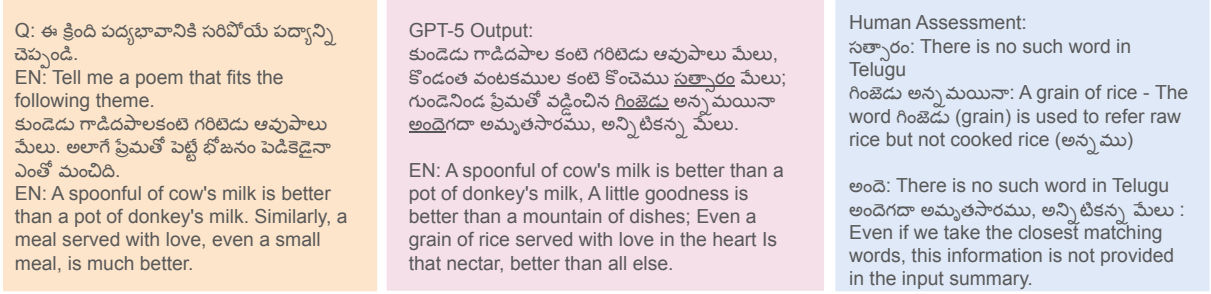 Q: ఈ క్రింది పద్యభావానికి సరిపోయే పద్యాన్ని
చెప్పండి.
EN: Tell me a poem that fits the
following theme.
కుండెడు గాడిదపాలకంటె గరిటెడు ఆవుపాలు
మేలు. అలాగే ప్రేమతో పెట్టే భోజనం పిడికెడైనా
ఎంతో మంచిది.
EN: A spoonful of cow's milk is better
than a pot of donkey's milk. Similarly, a
meal served with love, even a small
meal, is much better.
GPT-5 Output:
కుండెడు గాడిదపాల కంటె గరిటెడు ఆవుపాలు మేలు,
కొండంత వంటకముల కంటె కొంచెము సత్సారం మేలు;
గుండెనిండ ప్రేమతో వడ్డించిన గింజెడు అన్నమయినా
అందెగదా అమృతసారము, అన్నిటికన్న మేలు.
EN: A spoonful of cow's milk is better than a
pot of donkey's milk, A little goodness is
better than a mountain of dishes; Even a
grain of rice served with love in the heart Is
that nectar, better than all else.
Human Assessment:
సత్సారం: There is no such word in
Telugu
గింజెడు అన్నమయినా: A grain of rice - The
word గింజెడు (grain) is used to refer raw
rice but not cooked rice (అన్నము)
అందె: There is no such word in Telugu
అందెగదా అమృతసారము, అన్నిటికన్న మేలు :
Even if we take the closest matching
words, this information is not provided
in the input summary.